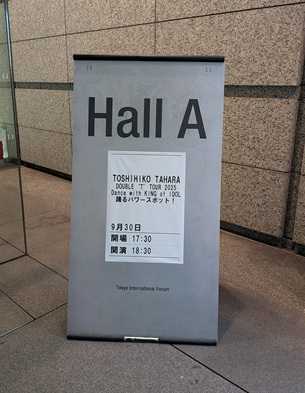 Hall A
TOSHIHIKO TAHARA
DOUBLE 'T' TOUR 2025
Dance with KING of IDOL
踊るパワースポット！
9月30日
開場 17:30
開演 18:30
Tokyo International Forum